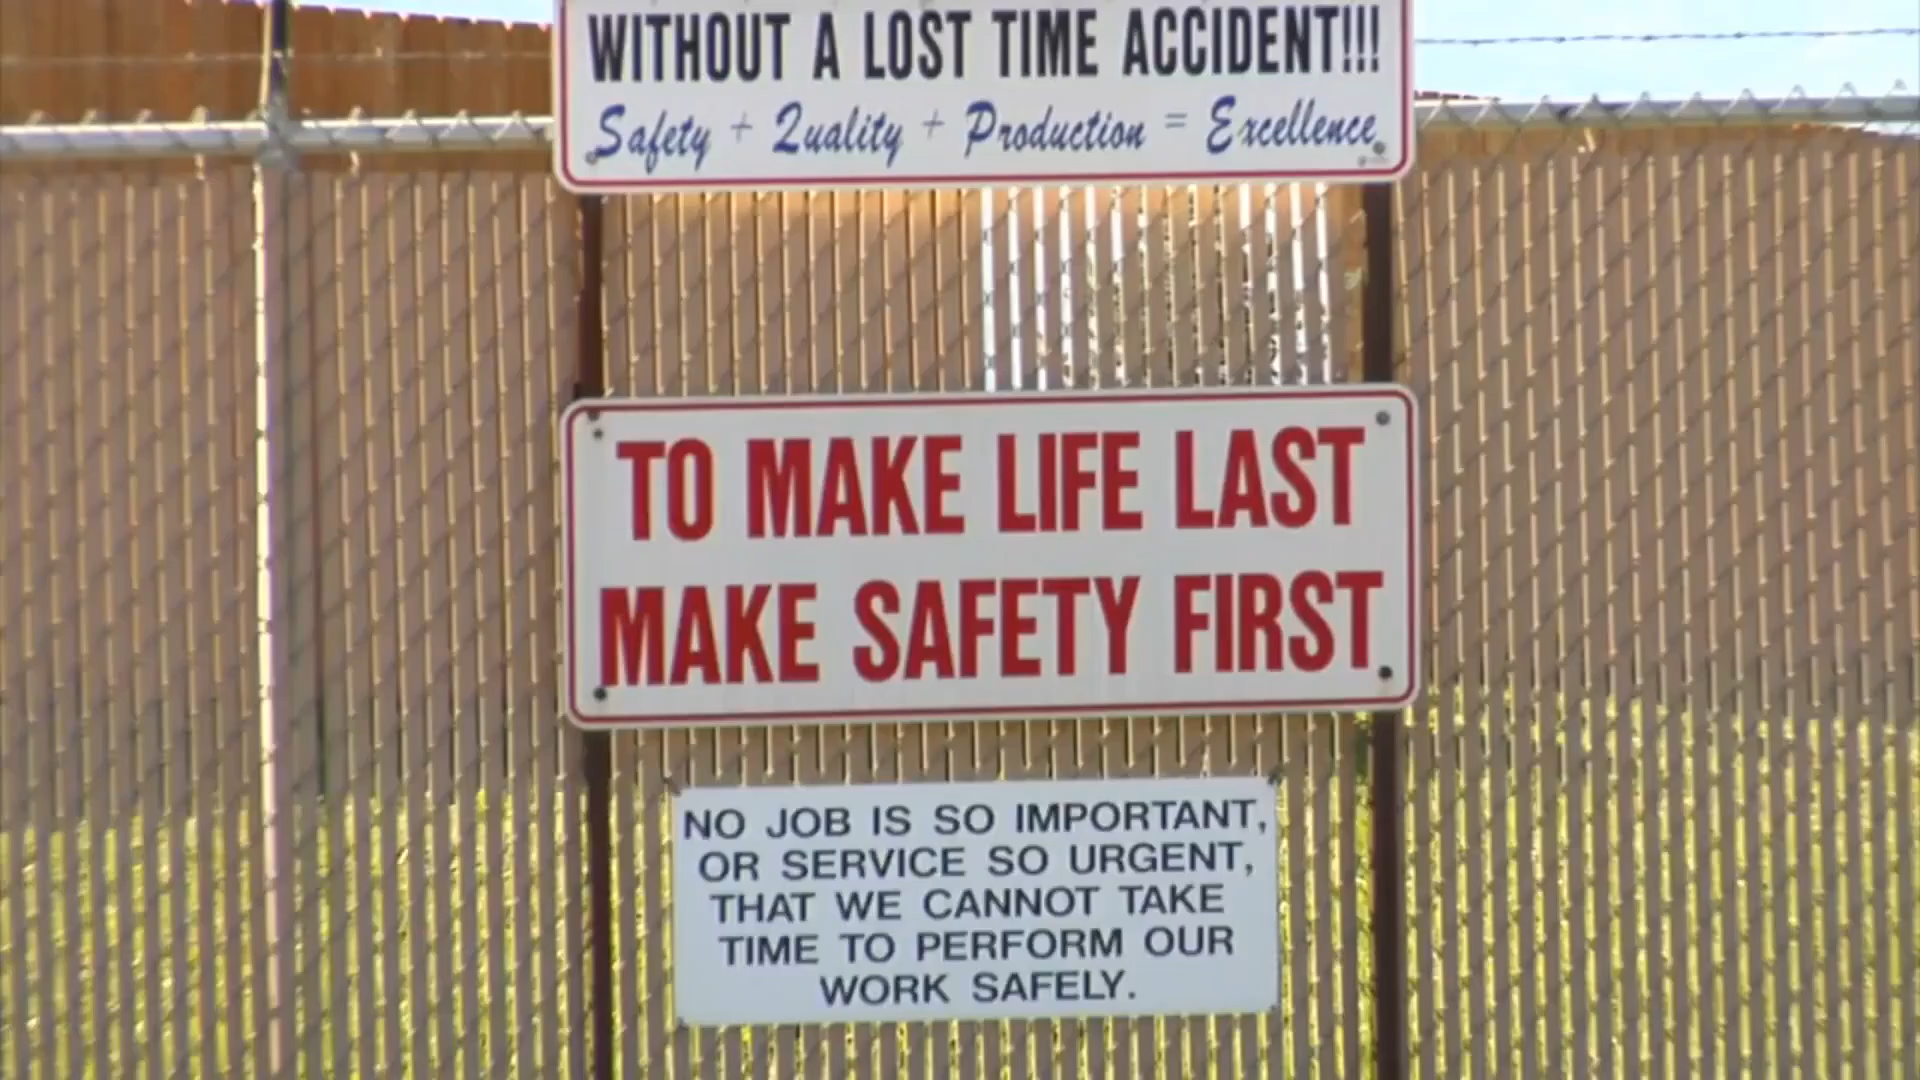 WITHOUT A LOST TIME ACCIDENT!!!
Safety + Quality + Production = Excellence
TO MAKE LIFE LAST
MAKE SAFETY FIRST
NO JOB IS SO IMPORTANT,
OR SERVICE SO URGENT,
THAT WE CANNOT TAKE
TIME TO PERFORM OUR
WORK SAFELY.